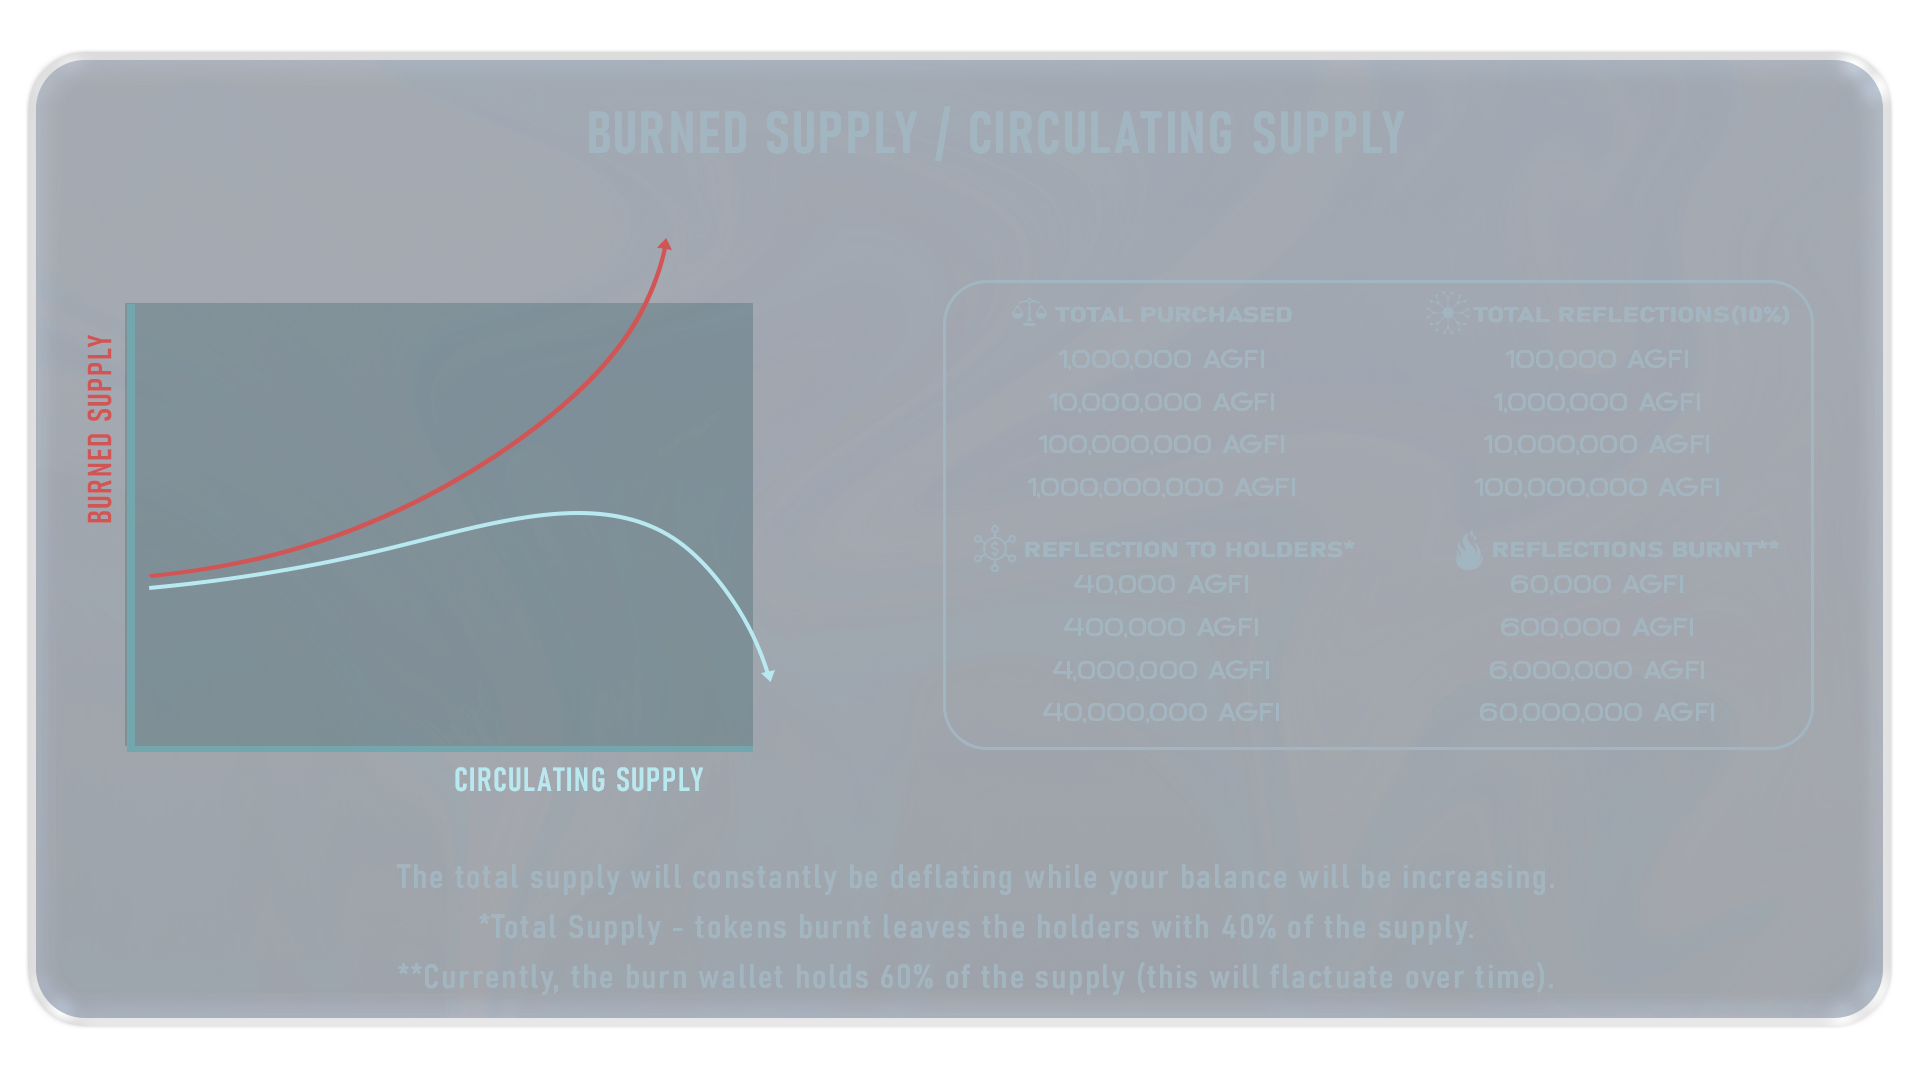 BURNED SUPPLY / CIRCULATING SUPPLY
BURNED SUPPLY
CIRCULATING SUPPLY
TOTAL PURCHASED
1,000,000 AGFI
10,000,000 AGFI
100,000,000 AGFI
1,000,000,000 AGFI
TOTAL REFLECTIONS(10%)
100,000 AGFI
1,000,000 AGFI
10,000,000 AGFI
100,000,000 AGFI
REFLECTION TO HOLDERS*
40,000 AGFI
400,000 AGFI
4,000,000 AGFI
40,000,000 AGFI
REFLECTIONS BURNT**
60,000 AGFI
600,000 AGFI
6,000,000 AGFI
60,000,000 AGFI
The total supply will constantly be deflating while your balance will be increasing.
*Total Supply - tokens burnt leaves the holders with 40% of the supply.
**Currently, the burn wallet holds 60% of the supply (this will flactuate over time).